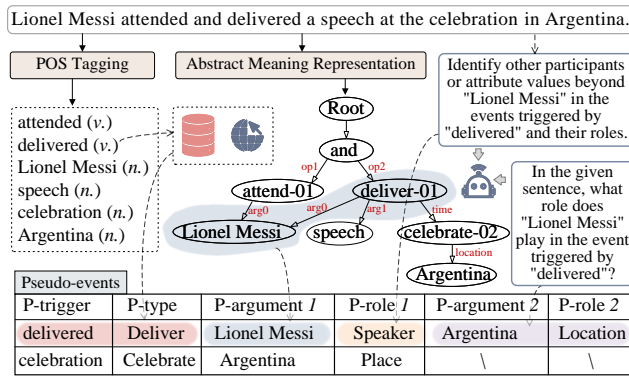 Lionel Messi attended and delivered a speech at the celebration in Argentina.
POS Tagging
Abstract Meaning Representation
attended (v.)
delivered (v.)
Lionel Messi (n.)
speech (n.)
celebration (n.)
Argentina (n.)
Root
and
op1
op2
attend-01
deliver-01
arg0
arg0
arg1
time
Lionel Messi
speech
celebrate-02
location
Argentina
Identify other participants
or attribute values beyond
"Lionel Messi" in the
events triggered by
"delivered" and their roles.
In the given
sentence, what
role does
"Lionel Messi"
play in the event
triggered by
"delivered"?
Pseudo-events
P-trigger P-type P-argument 1 P-role 1 P-argument 2 P-role 2
delivered Deliver Lionel Messi Speaker Argentina Location
celebration Celebrate Argentina Place \ \